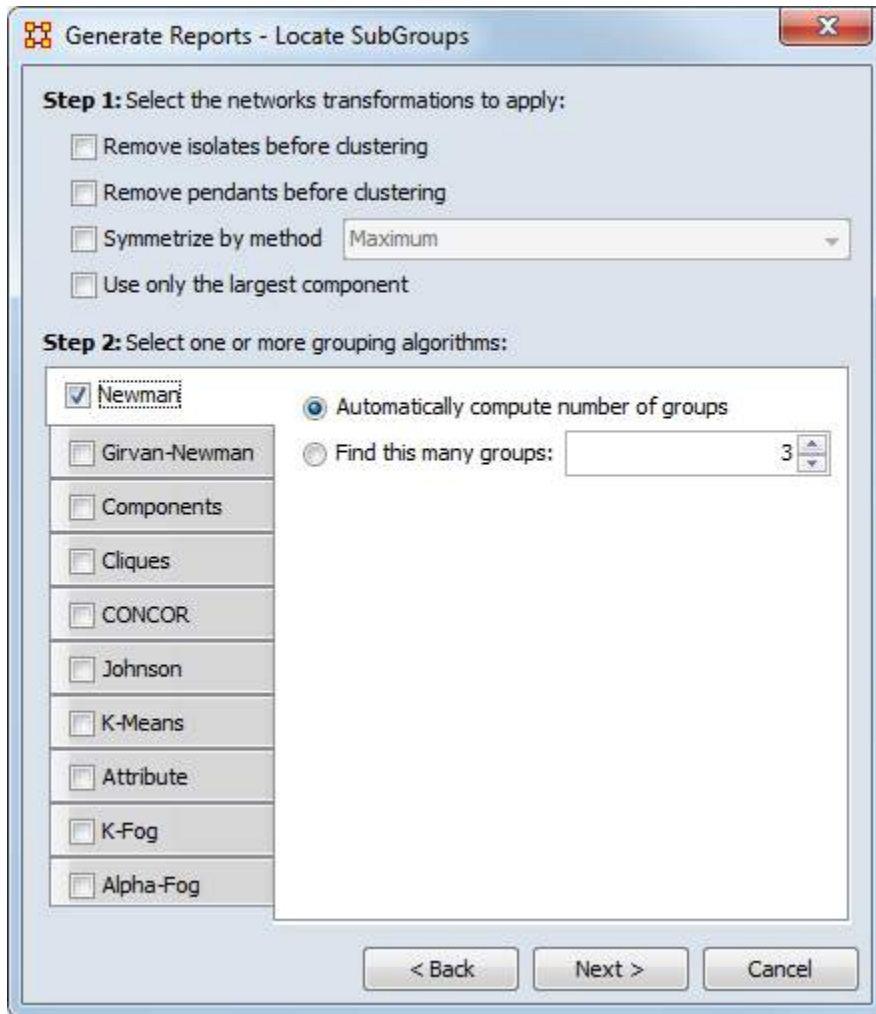 Generate Reports - Locate SubGroups
Step 1: Select the networks transformations to apply:
Remove isolates before clustering
Remove pendants before clustering
Symmetrize by method Maximum
Use only the largest component
Step 2: Select one or more grouping algorithms:
Newman
Automatically compute number of groups
Girvan-Newman
Find this many groups: 3
Components
Cliques
CONCOR
Johnson
K-Means
Attribute
K-Fog
Alpha-Fog
< Back Next > Cancel